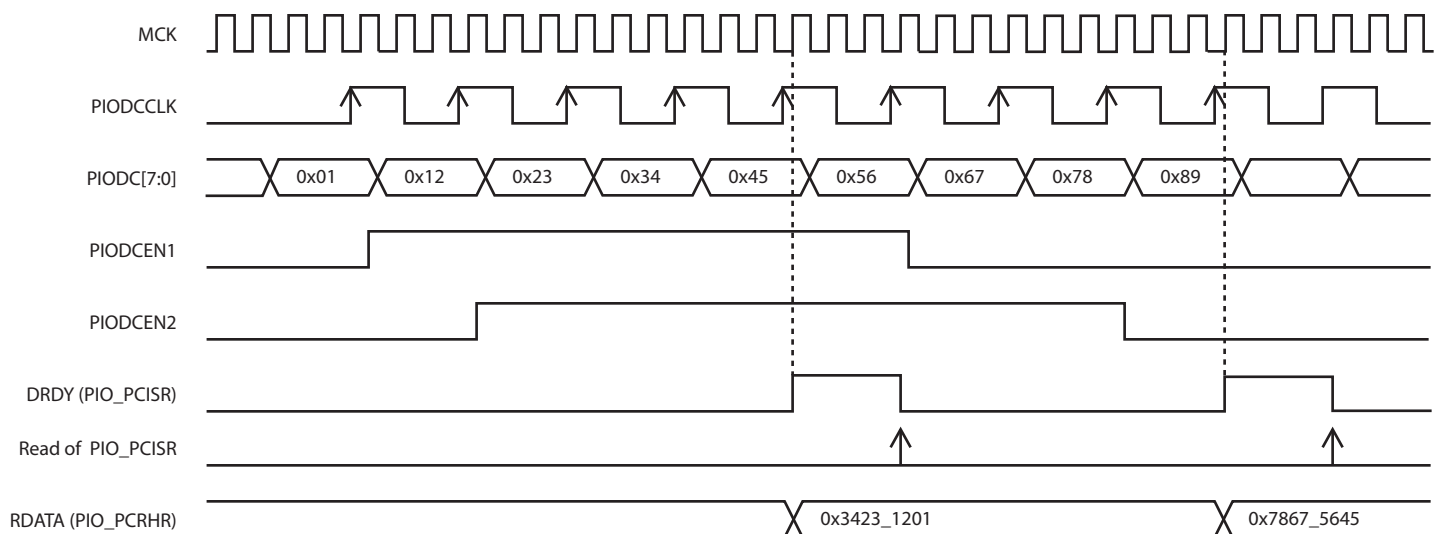 MCK
PIODCCLK
PIODC[7:0] 0x01 0x12 0x23 0x34 0x45 0x56 0x67 0x78 0x89
PIODCEN1
PIODCEN2
DRDY (PIO_PCISR)
Read of PIO_PCISR
RDATA (PIO_PCRHR) 0x3423_1201 0x7867_5645